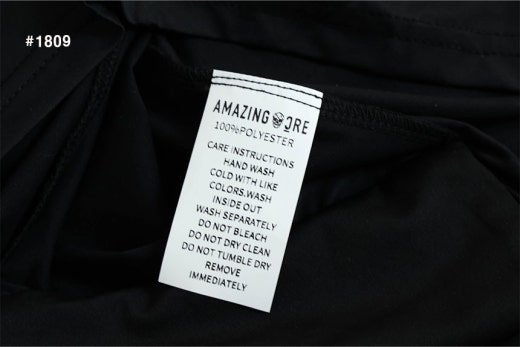 #1809
AMAZING ORE
100%POLYESTER
CARE INSTRUCTIONS
HAND WASH
COLD WITH LIKE
COLORS.WASH
INSIDE OUT
WASH SEPARATELY
DO NOT BLEACH
DO NOT DRY CLEAN
DO NOT TUMBLE DRY
REMOVE
IMMEDIATELY